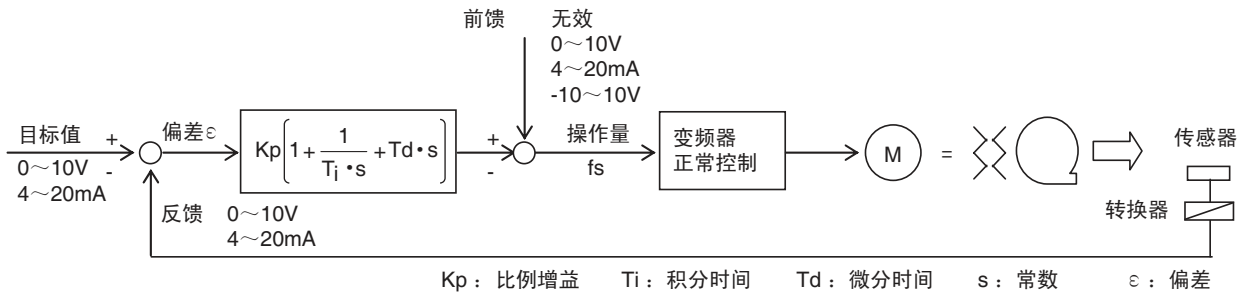 前馈
无效
0～10V
4～20mA
-10～10V
目标值
+
-
0～10V
4～20mA
偏差ε
Kp[1+ 1/Ti•s +Td•s]
+
-
操作量
fs
变频器
正常控制
M
=
传感器
转换器
反馈
0～10V
4～20mA
Kp：比例增益 Ti：积分时间 Td：微分时间 s：常数 ε：偏差